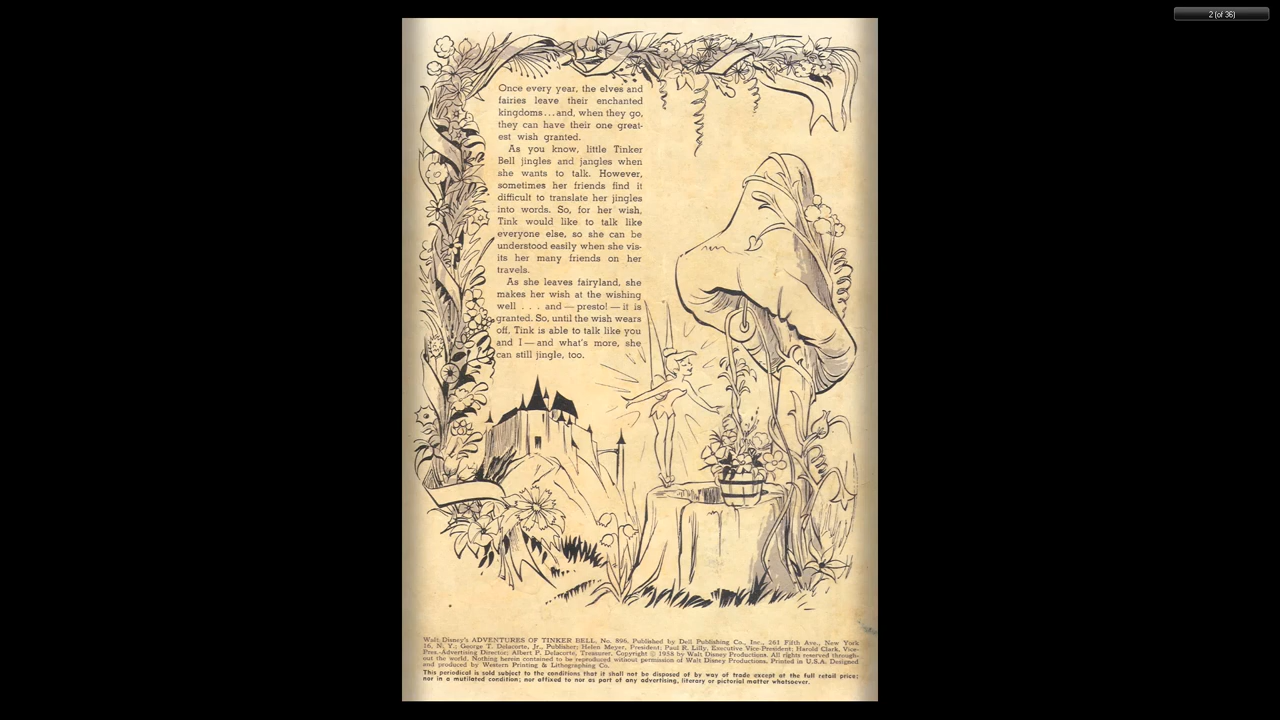 2 (of 36)
Once every year, the elves and
fairies leave their enchanted
kingdoms...and, when they go,
they can have their one great-
est wish granted.
As you know, little Tinker
Bell jingles and jangles when
she wants to talk. However,
sometimes her friends find it
difficult to translate her jingles
into words. So, for her wish,
Tink would like to talk like
everyone else, so she can be
understood easily when she vis-
its her many friends on her
travels.
As she leaves fairyland, she
makes her wish at the wishing
well . . . and — presto! — it is
granted. So, until the wish wears
off, Tink is able to talk like you
and I — and what's more, she
can still jingle, too.
Walt Disney's ADVENTURES OF TINKER BELL, No. 896. Published by Dell Publishing Co., Inc., 261 Fifth Ave., New York
16, N. Y.; George T. Delacorte, Jr., Publisher; Helen Meyer, President; Paul R. Lilly, Executive Vice-President; Harold Clark, Vice-
Pres.-Advertising Director; Albert P. Delacorte, Treasurer. Copyright © 1958 by Walt Disney Productions. All rights reserved through-
out the world. Nothing herein contained to be reproduced without permission of Walt Disney Productions. Printed in U.S.A. Designed
and produced by Western Printing & Lithographing Co.
This periodical is sold subject to the conditions that it shall not be disposed of by way of trade except at the full retail price;
nor in a mutilated condition; nor affixed to nor as part of any advertising, literary or pictorial matter whatsoever.